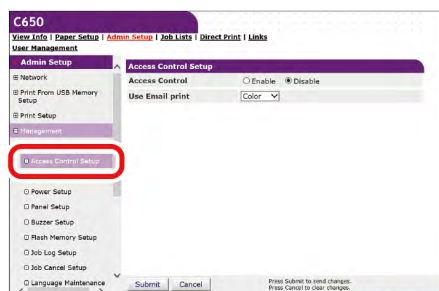 C650
View Info | Paper Setup | Admin Setup | Job Lists | Direct Print | Links
User Management
Admin Setup
Network
Print From USB Memory
Setup
Print Setup
Management
Access Control Setup
Power Setup
Panel Setup
Buzzer Setup
Flash Memory Setup
Job Log Setup
Job Cancel Setup
Language Maintenance
Access Control Setup
Access Control
Enable
Disable
Use Email print
Color
Submit
Cancel
Press Submit to send changes.
Press Cancel to clear changes.